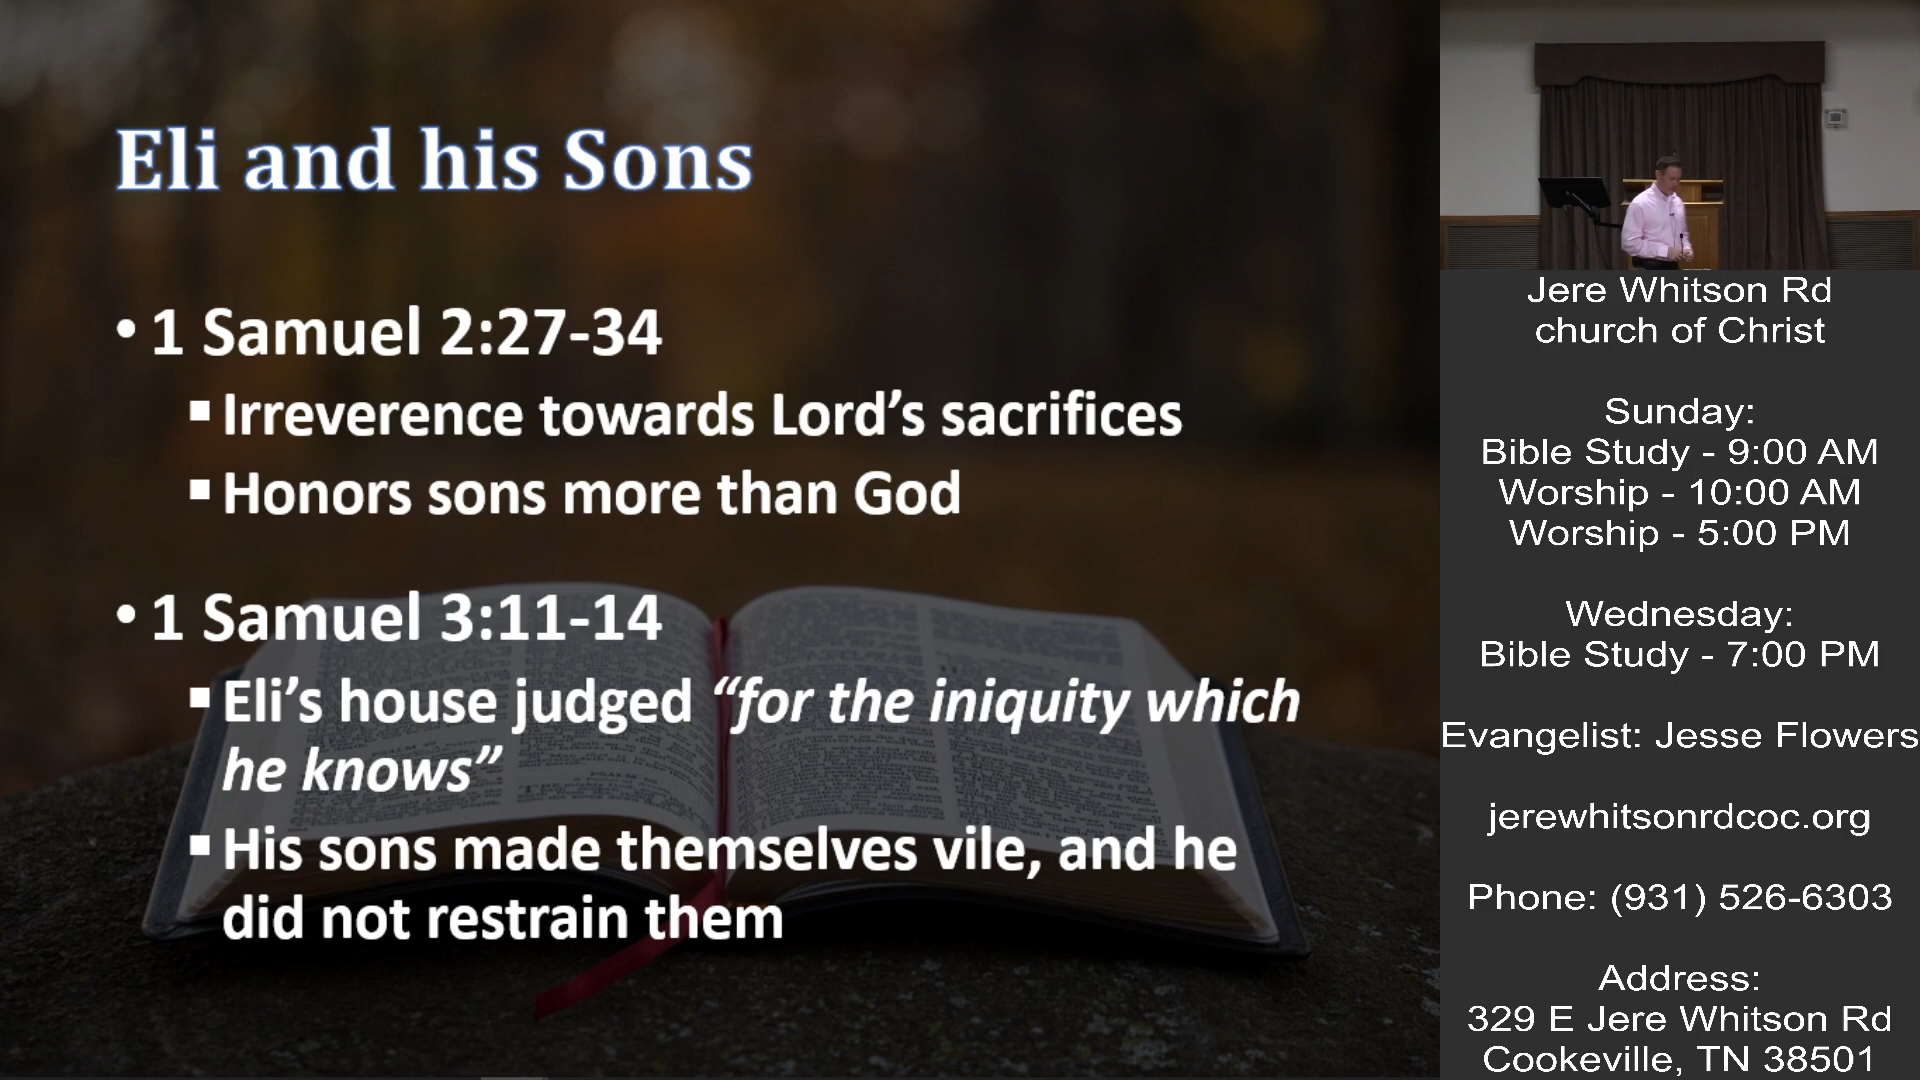 Eli and his Sons
• 1 Samuel 2:27-34
▪ Irreverence towards Lord’s sacrifices
▪ Honors sons more than God
• 1 Samuel 3:11-14
▪ Eli’s house judged “for the iniquity which
he knows”
▪ His sons made themselves vile, and he
did not restrain them
Jere Whitson Rd
church of Christ
Sunday:
Bible Study - 9:00 AM
Worship - 10:00 AM
Worship - 5:00 PM
Wednesday:
Bible Study - 7:00 PM
Evangelist: Jesse Flowers
jerewhitsonrdcoc.org
Phone: (931) 526-6303
Address:
329 E Jere Whitson Rd
Cookeville, TN 38501